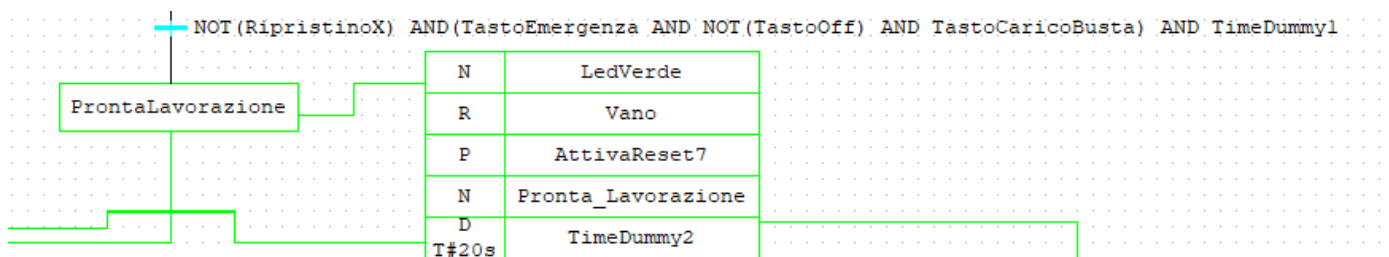 NOT(RipristinoX) AND(TastoEmergenza AND NOT(TastoOff) AND TastoCaricoBusta) AND TimeDummy1
N LedVerde
ProntaLavorazione
R Vano
P AttivaReset7
N Pronta_Lavorazione
D
T#20s TimeDummy2